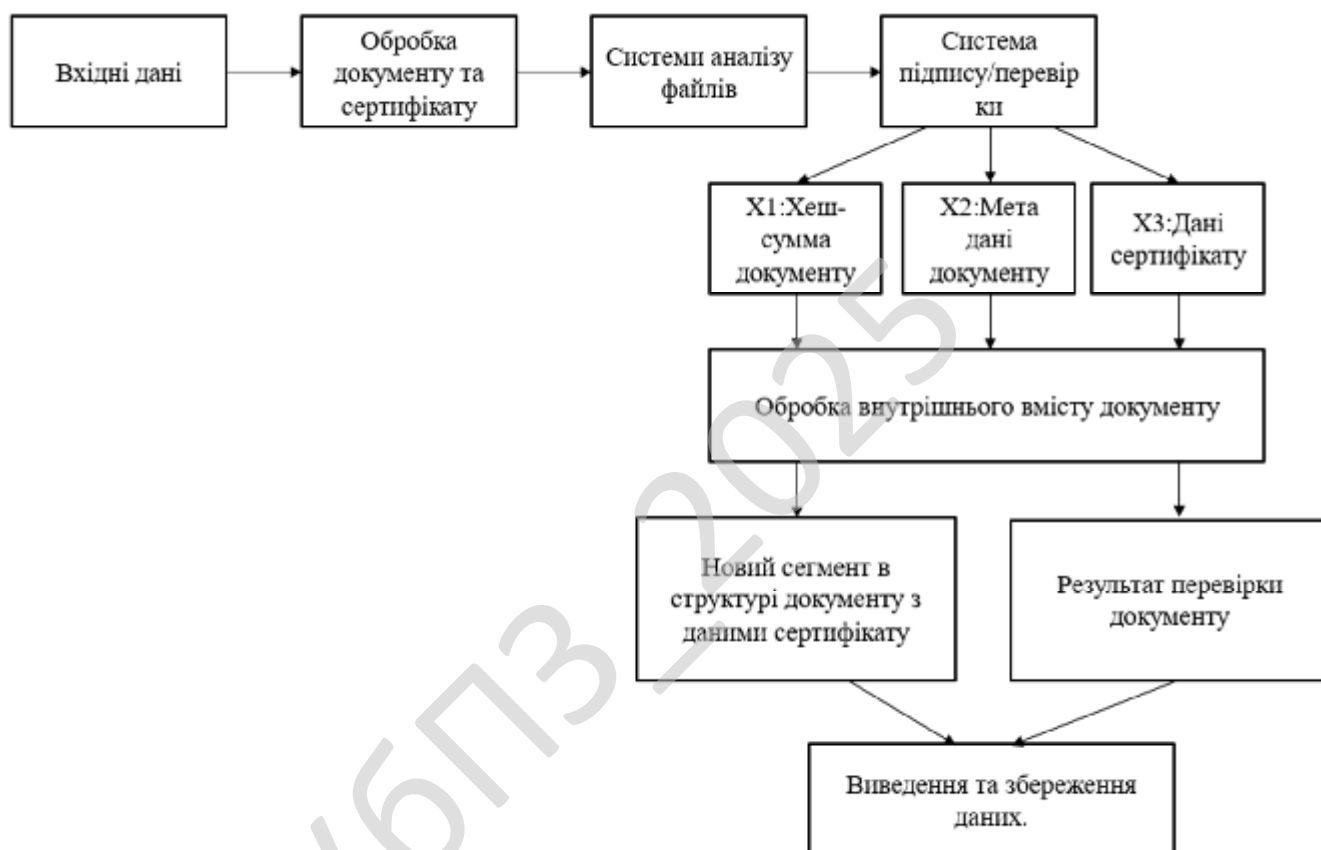 Вхідні дані
Обробка
документу та
сертифікату
Системи аналізу
файлів
Система
підпису/перевір
ки
X1:Хеш-
сумма
документу
X2:Мета
дані
документу
X3:Дані
сертифікату
Обробка внутрішнього вмісту документу
Новий сегмент в
структурі документу з
даними сертифікату
Результат перевірки
документу
Виведення та збереження
даних.
6ПЗ_2025